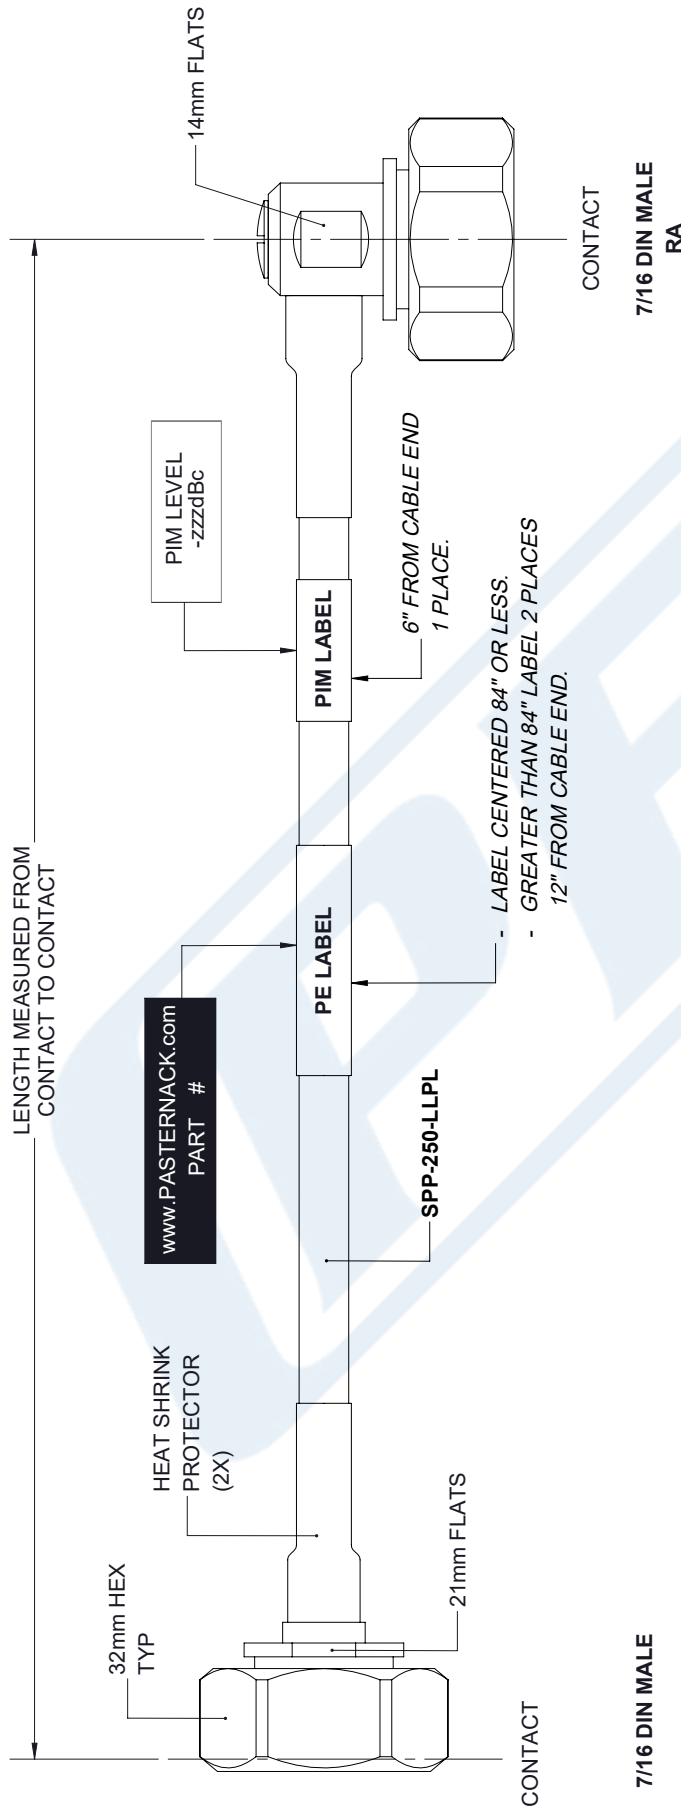 LENGTH MEASURED FROM
CONTACT TO CONTACT
32mm HEX
TYP
HEAT SHRINK
PROTECTOR
(2X)
www.PASTERNACK.com
PART #
PIM LEVEL
-zzzdBc
14mm FLATS
PE LABEL
PIM LABEL
21mm FLATS
SPP-250-LLPL
6" FROM CABLE END
1 PLACE.
- LABEL CENTERED 84" OR LESS.
- GREATER THAN 84" LABEL 2 PLACES
12" FROM CABLE END.
CONTACT
7/16 DIN MALE
CONTACT
7/16 DIN MALE
RA